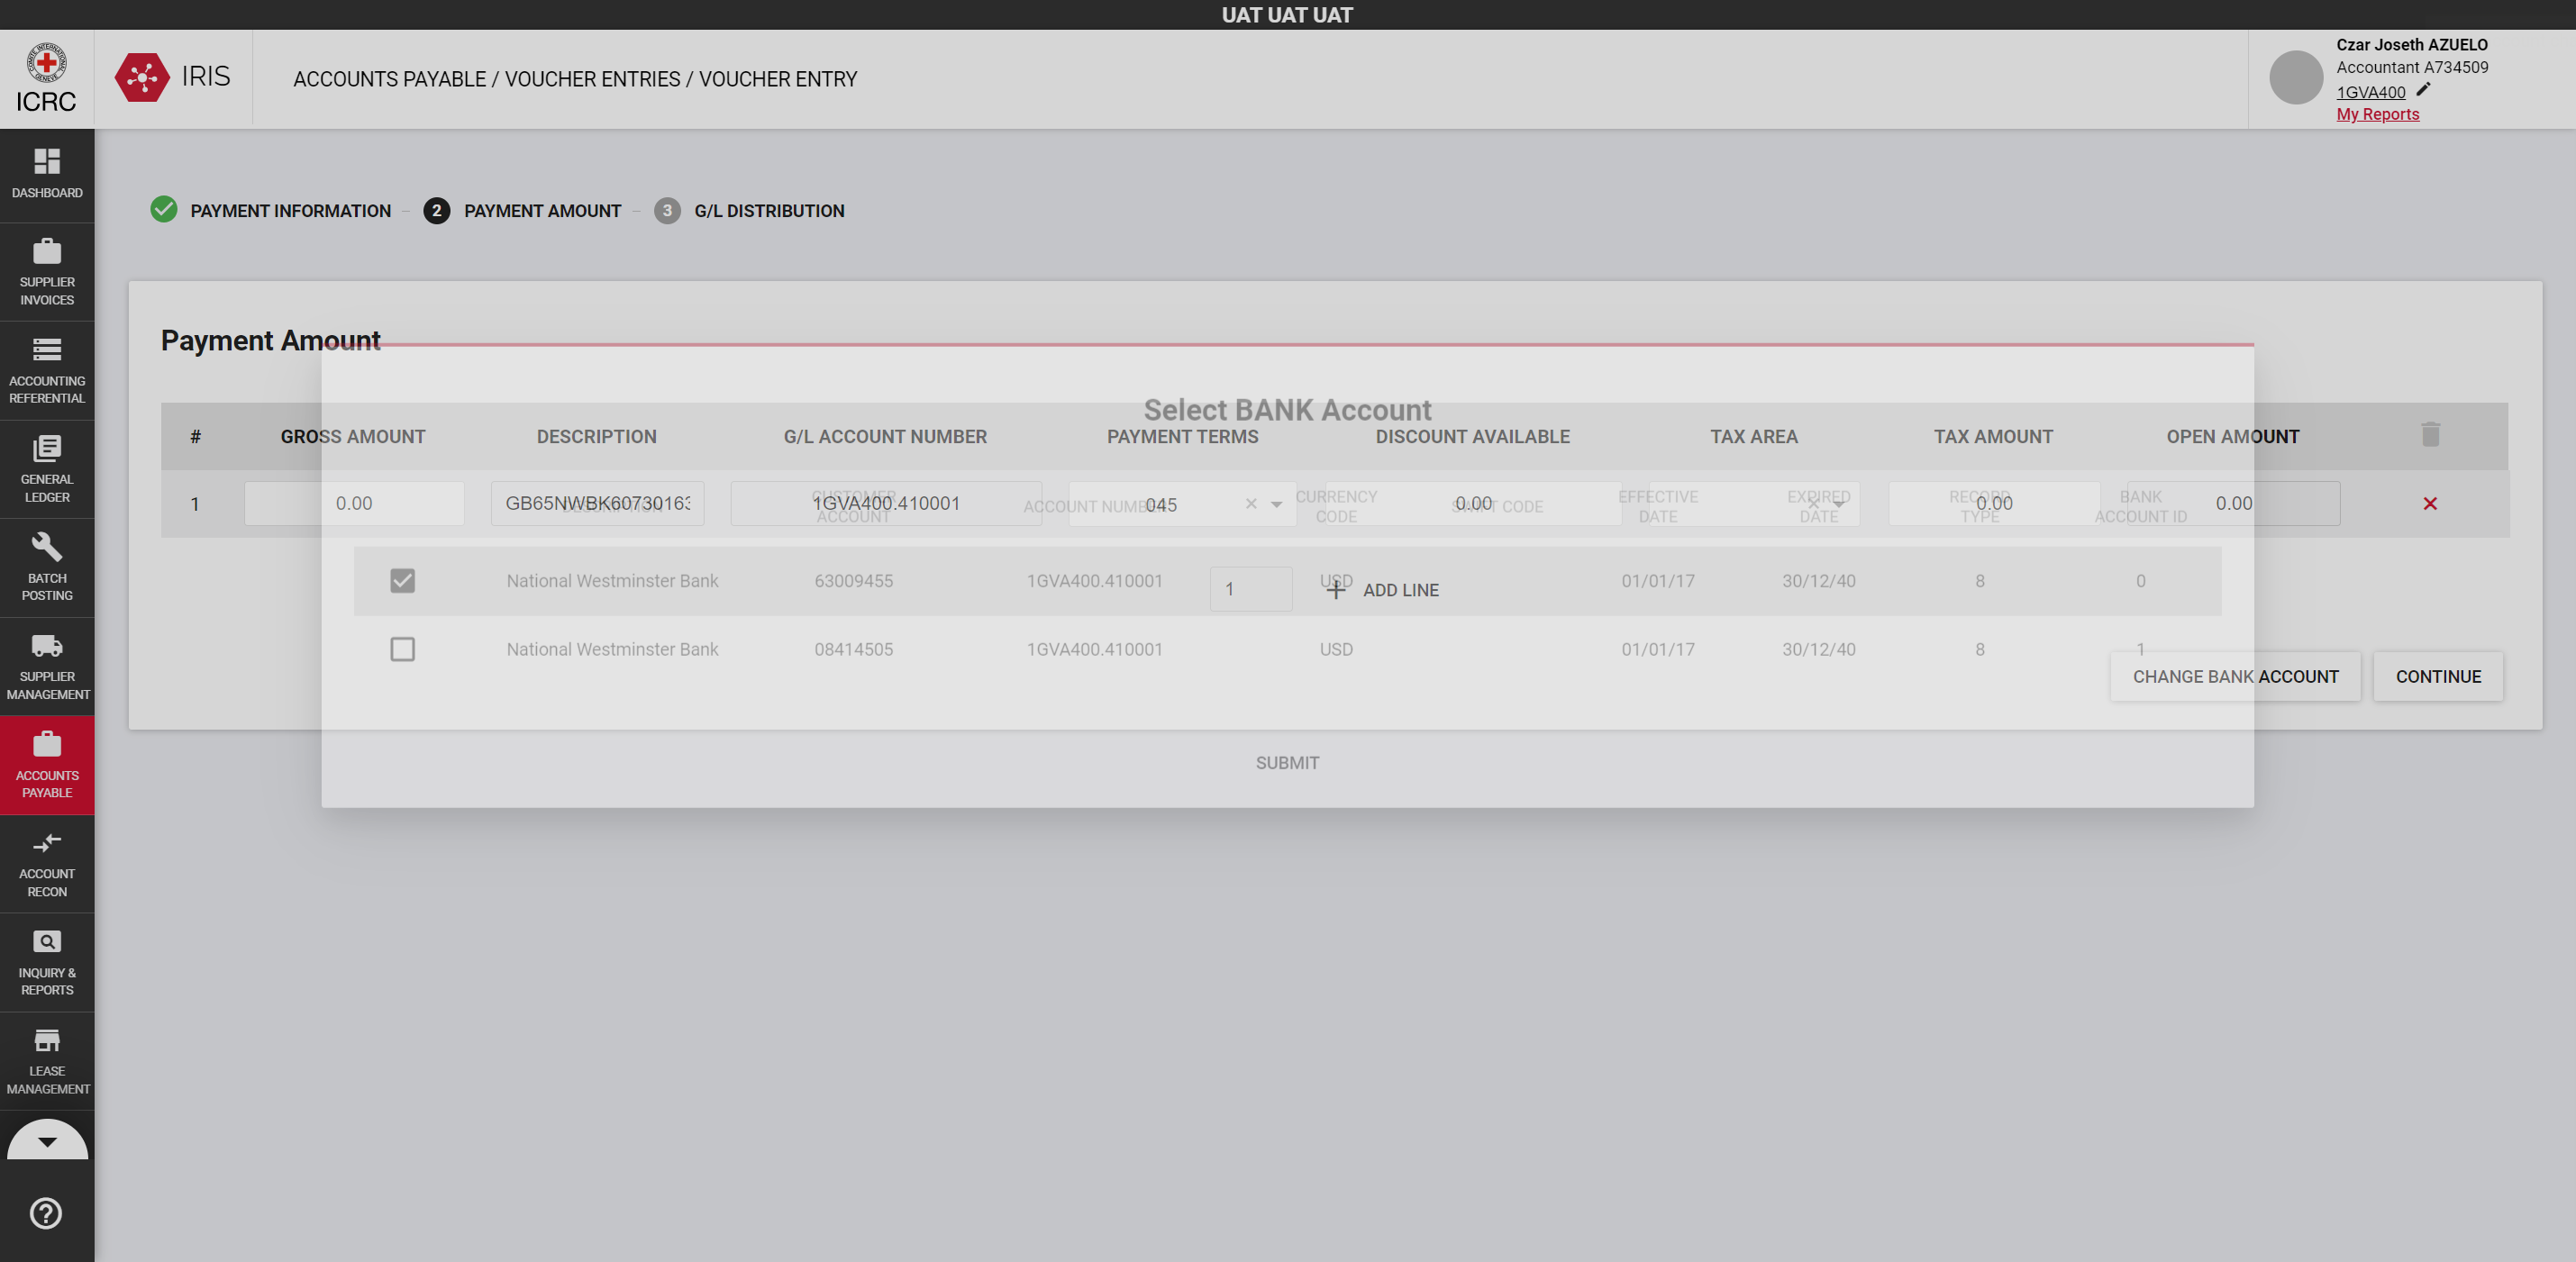 UAT UAT UAT
ICRC
IRIS
ACCOUNTS PAYABLE / VOUCHER ENTRIES / VOUCHER ENTRY
Czar Joseth AZUELO
Accountant A734509
1GVA400
My Reports
DASHBOARD
SUPPLIER
INVOICES
ACCOUNTING
REFERENTIAL
GENERAL
LEDGER
BATCH
POSTING
SUPPLIER
MANAGEMENT
ACCOUNTS
PAYABLE
ACCOUNT
RECON
INQUIRY &
REPORTS
LEASE
MANAGEMENT
PAYMENT INFORMATION 2 PAYMENT AMOUNT 3 G/L DISTRIBUTION
Payment Amount
Select BANK Account
# GROSS AMOUNT DESCRIPTION G/L ACCOUNT NUMBER PAYMENT TERMS DISCOUNT AVAILABLE TAX AREA TAX AMOUNT OPEN AMOUNT
1 0.00 GB65NWBK6073016 1GVA400.410001 045 0.00 0.00 0.00
DESCRIPTION CUSTOMER ACCOUNT ACCOUNT NUMBER CURRENCY CODE SWIFT CODE EFFECTIVE DATE EXPIRED DATE RECORD TYPE BANK ACCOUNT ID
National Westminster Bank 63009455 1GVA400.410001 USD 01/01/17 30/12/40 8 0
1 ADD LINE
National Westminster Bank 08414505 1GVA400.410001 USD 01/01/17 30/12/40 8 1
CHANGE BANK ACCOUNT CONTINUE
SUBMIT